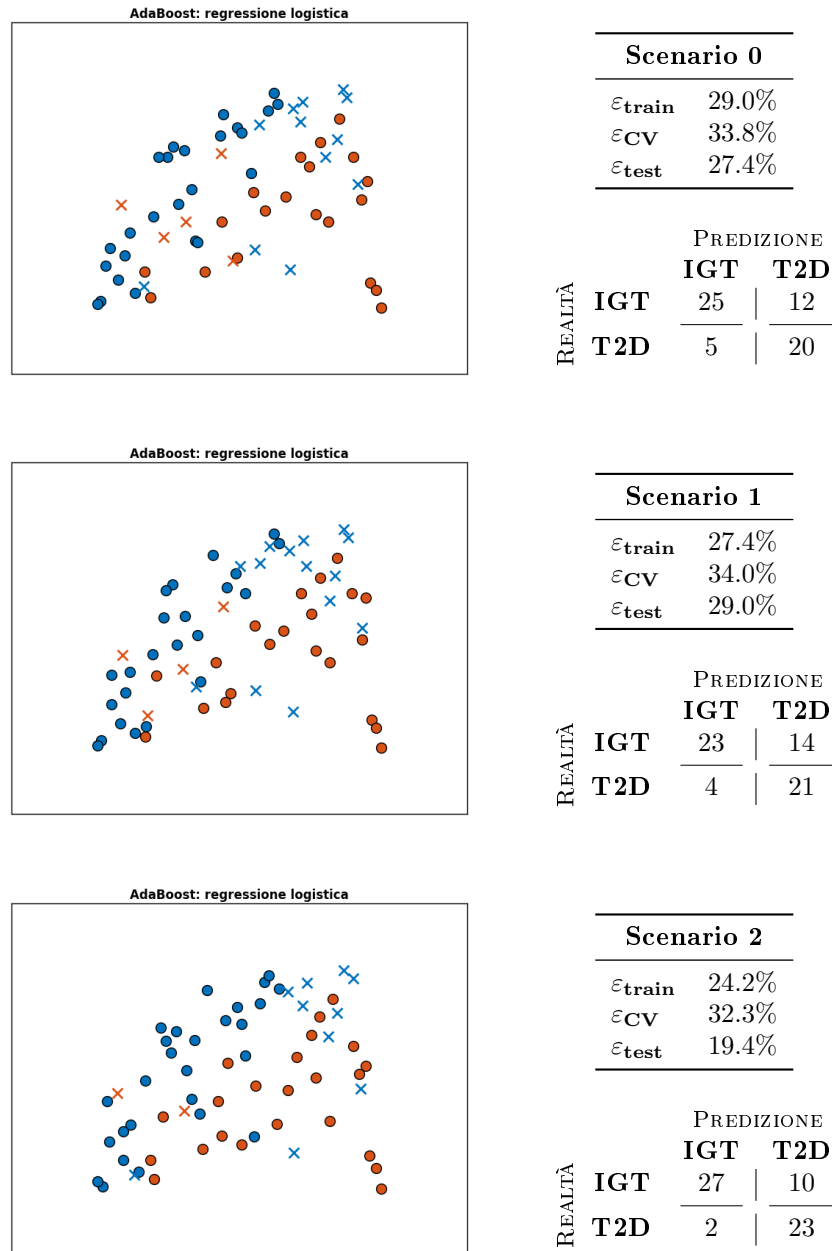 AdaBoost: regressione logistica
Scenario 0
εtrain 29.0%
εCV 33.8%
εtest 27.4%
Predizione
IGT T2D
Realtà
IGT 25 12
T2D 5 20
AdaBoost: regressione logistica
Scenario 1
εtrain 27.4%
εCV 34.0%
εtest 29.0%
Predizione
IGT T2D
Realtà
IGT 23 14
T2D 4 21
AdaBoost: regressione logistica
Scenario 2
εtrain 24.2%
εCV 32.3%
εtest 19.4%
Predizione
IGT T2D
Realtà
IGT 27 10
T2D 2 23